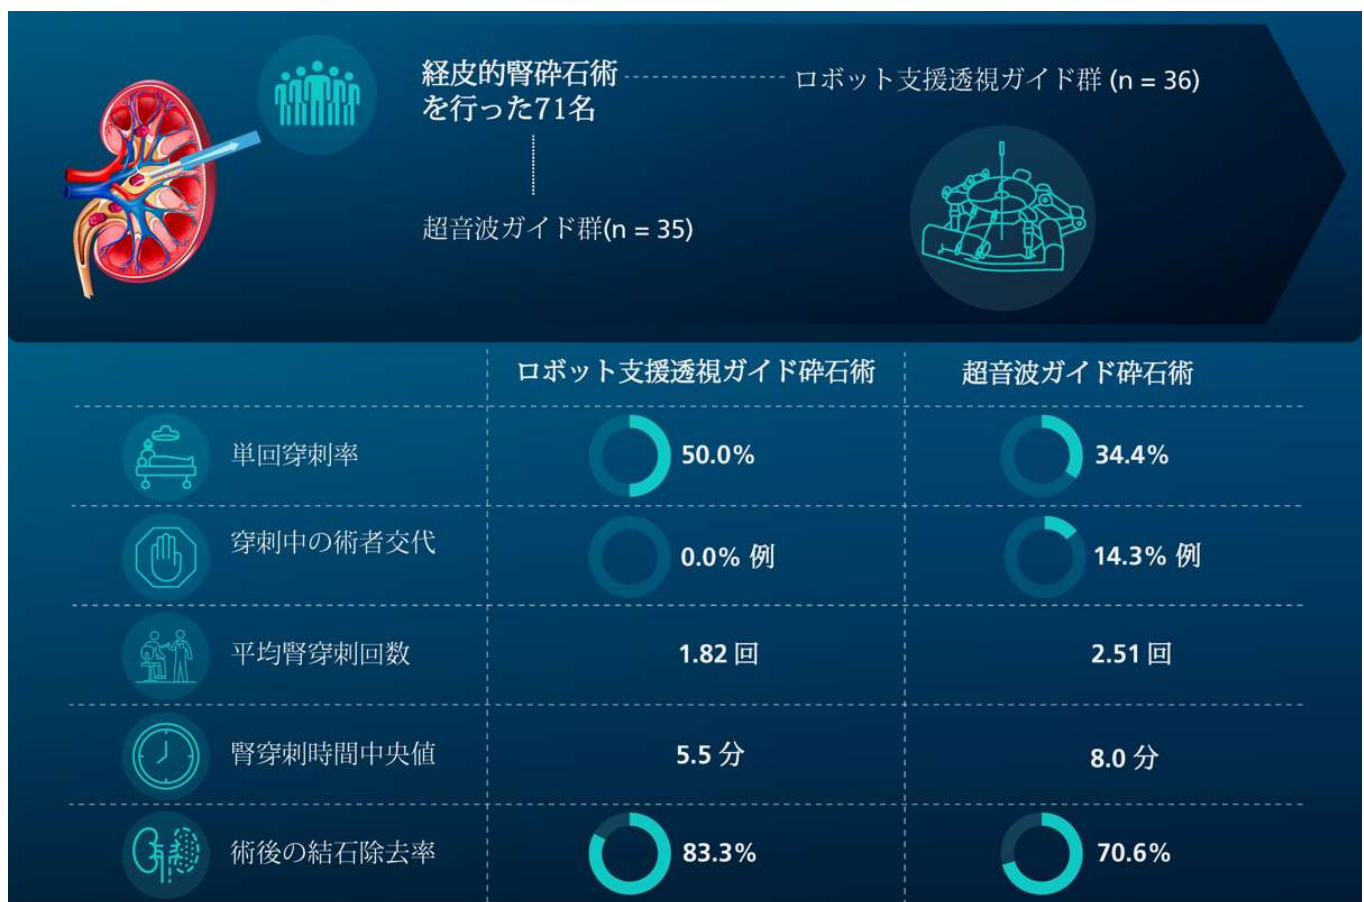 経皮的腎砕石術
を行った71名
ロボット支援透視ガイド群 (n = 36)
超音波ガイド群(n = 35)
ロボット支援透視ガイド砕石術
超音波ガイド砕石術
単回穿刺率
50.0%
34.4%
穿刺中の術者交代
0.0% 例
14.3% 例
平均腎穿刺回数
1.82 回
2.51 回
腎穿刺時間中央値
5.5 分
8.0 分
術後の結石除去率
83.3%
70.6%